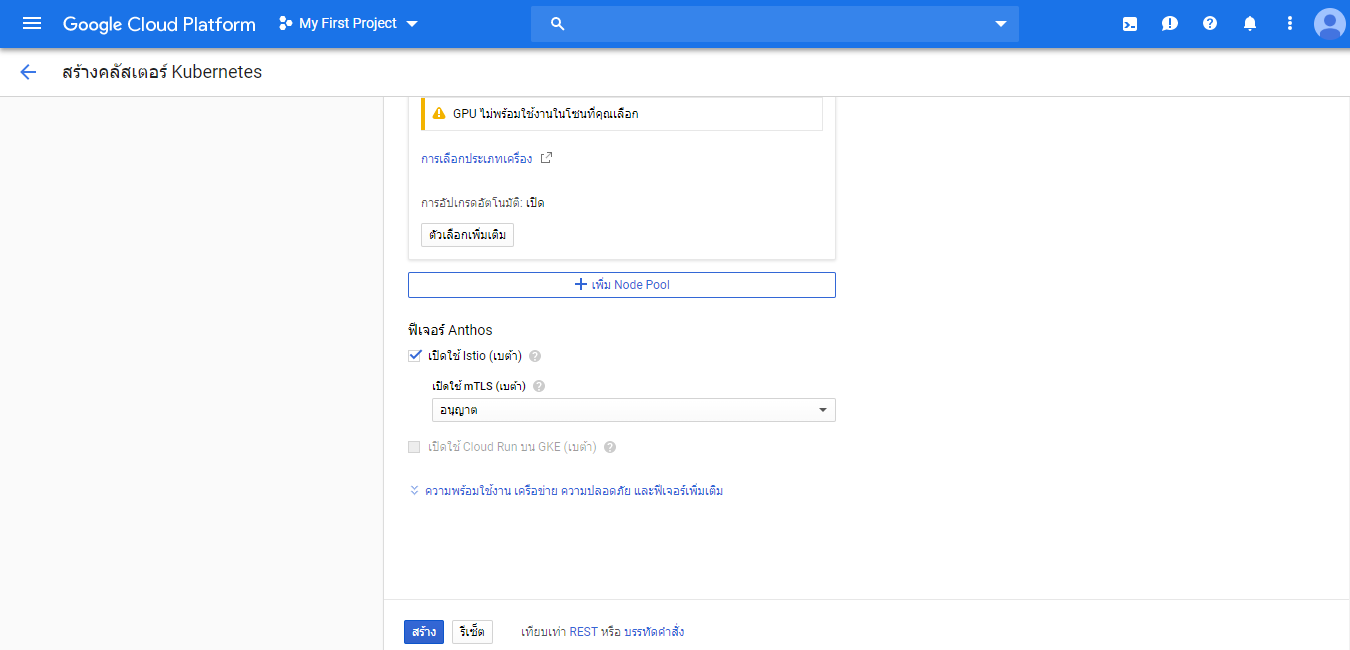 Google Cloud Platform
My First Project
สร้างคลัสเตอร์ Kubernetes
GPU ไม่พร้อมใช้งานในโซนที่คุณเลือก
การเลือกประเภทเครื่อง
การอัปเกรดอัตโนมัติ: เปิด
ตัวเลือกเพิ่มเติม
เพิ่ม Node Pool
ฟีเจอร์ Anthos
เปิดใช้ Istio (เบต้า)
เปิดใช้ mTLS (เบต้า)
อนุญาต
เปิดใช้ Cloud Run บน GKE (เบต้า)
ความพร้อมใช้งาน เครือข่าย ความปลอดภัย และฟีเจอร์เพิ่มเติม
สร้าง รีเซ็ต เทียบเท่า REST หรือ บรรทัดคำสั่ง